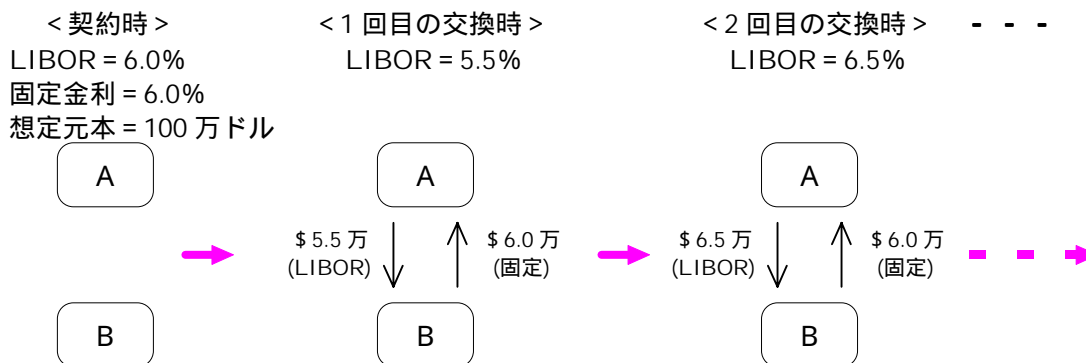 <契約時>
LIBOR = 6.0%
固定金利 = 6.0%
想定元本 = 100 万ドル
A
B
<1 回目の交換時>
LIBOR = 5.5%
A
$ 5.5 万
(LIBOR)
$ 6.0 万
(固定)
B
<2 回目の交換時>
LIBOR = 6.5%
A
$ 6.5 万
(LIBOR)
$ 6.0 万
(固定)
B
- - -